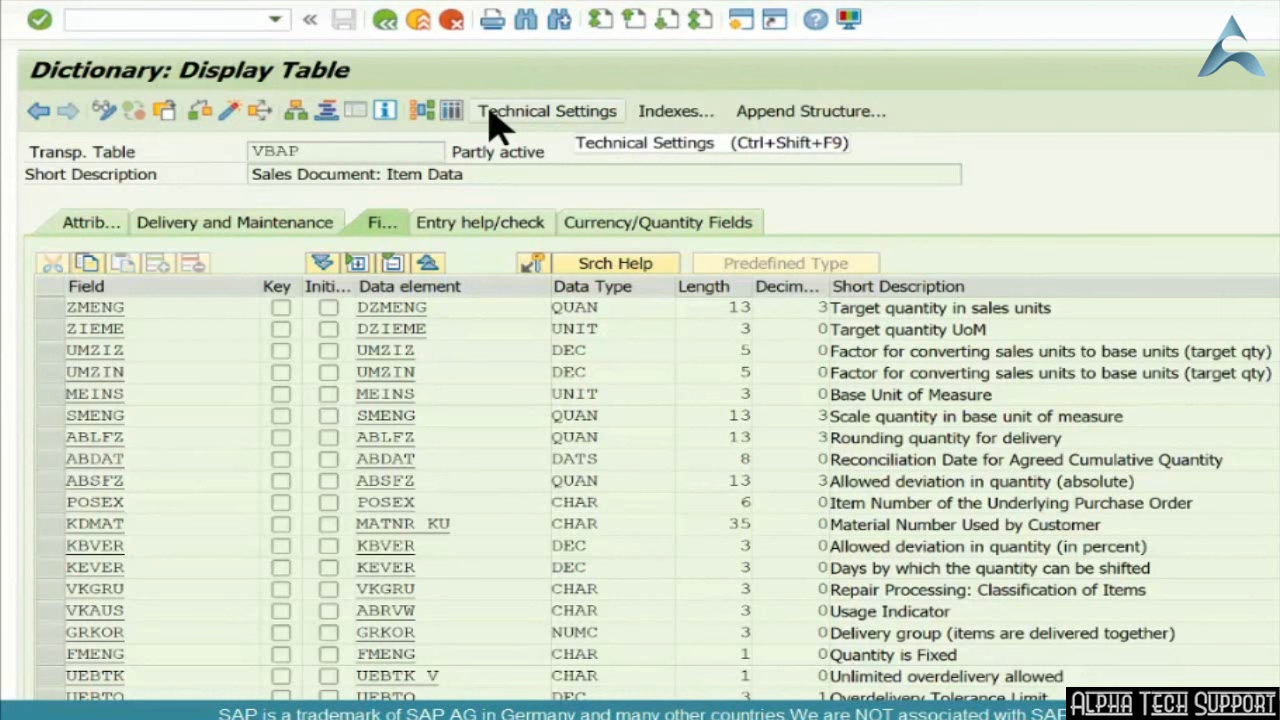 Dictionary: Display Table
Technical Settings Indexes... Append Structure...
Technical Settings (Ctrl+Shift+F9)
Transp. Table VBAP Partly active
Short Description Sales Document: Item Data
Attrib... Delivery and Maintenance Fi... Entry help/check Currency/Quantity Fields
Srch Help Predefined Type
Field Key Initi... Data element Data Type Length Decim... Short Description
ZMENG DZMENG QUAN 13 3 Target quantity in sales units
ZIEME DZIEME UNIT 3 0 Target quantity UoM
UMZIZ UMZIZ DEC 5 0 Factor for converting sales units to base units (target qty)
UMZIN UMZIN DEC 5 0 Factor for converting sales units to base units (target qty)
MEINS MEINS UNIT 3 0 Base Unit of Measure
SMENG SMENG QUAN 13 3 Scale quantity in base unit of measure
ABLFZ ABLFZ QUAN 13 3 Rounding quantity for delivery
ABDAT ABDAT DATS 8 0 Reconciliation Date for Agreed Cumulative Quantity
ABSFZ ABSFZ QUAN 13 3 Allowed deviation in quantity (absolute)
POSEX POSEX CHAR 6 0 Item Number of the Underlying Purchase Order
KDMAT MATNR_KU CHAR 35 0 Material Number Used by Customer
KBVER KBVER DEC 3 0 Allowed deviation in quantity (in percent)
KEVER KEVER DEC 3 0 Days by which the quantity can be shifted
VKGRU VKGRU CHAR 3 0 Repair Processing: Classification of Items
VKAUS ABRVW CHAR 3 0 Usage Indicator
GRKOR GRKOR NUMC 3 0 Delivery group (items are delivered together)
FMENG FMENG CHAR 1 0 Quantity is Fixed
UEBTK UEBTK_V CHAR 1 0 Unlimited overdelivery allowed
UEBTO UEBTO DEC 3 1 Overdelivery Tolerance Limit
ALPHA TECH SUPPORT
SAP is a trademark of SAP AG in Germany and many other countries We are NOT associated with SAP